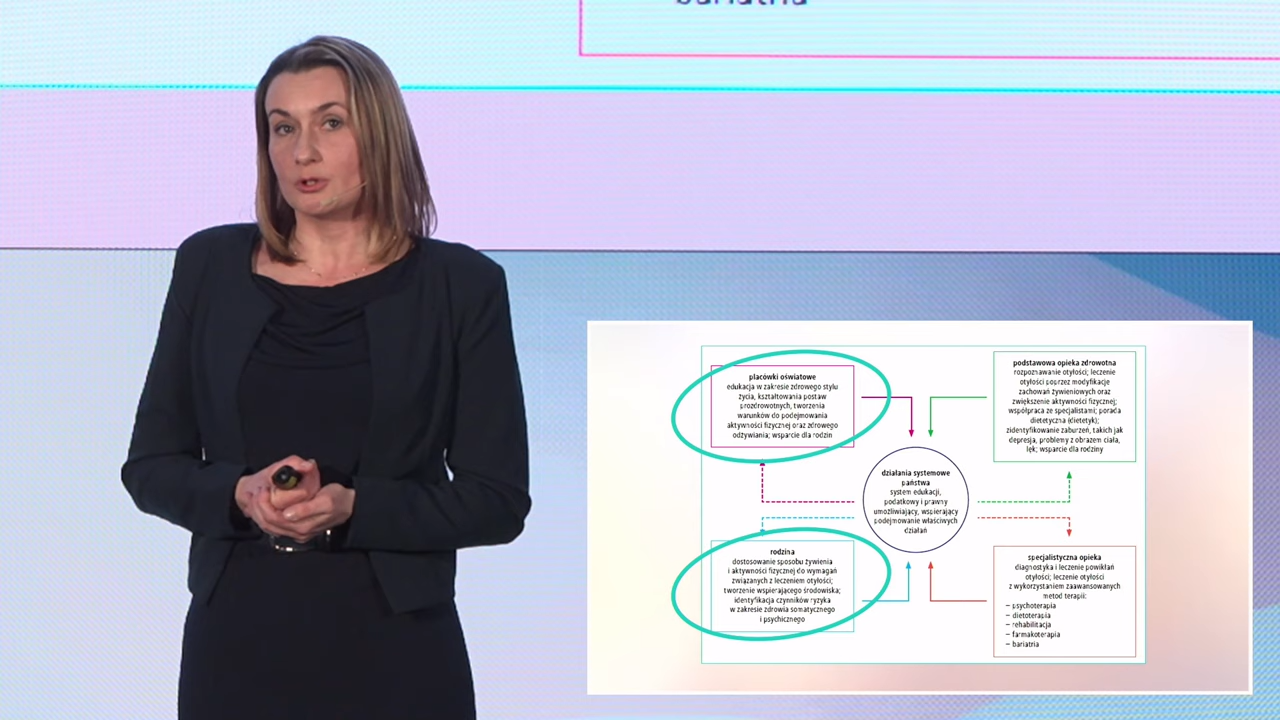 bariatria
placówki oświatowe
edukacja w zakresie zdrowego stylu
życia, kształtowania postaw
prozdrowotnych, tworzenia
warunków do podejmowania
aktywności fizycznej oraz zdrowego
odżywiania; wsparcie dla rodzin
podstawowa opieka zdrowotna
rozpoznawanie otyłości; leczenie
otyłości poprzez modyfikację
zachowań żywieniowych oraz
zwiększenie aktywności fizycznej;
współpraca ze specjalistami; porada
dietetyczna (dietetyk);
zidentyfikowanie zaburzeń, takich jak
depresja, problemy z obrazem ciała,
lęk; wsparcie dla rodziny
działania systemowe
państwa
system edukacji,
podatkowy i prawny
umożliwiający, wspierający
podejmowanie właściwych
działań
rodzina
dostosowanie sposobu żywienia
i aktywności fizycznej do wymagań
związanych z leczeniem otyłości;
tworzenie wspierającego środowiska;
identyfikacja czynników ryzyka
w zakresie zdrowia somatycznego
i psychicznego
specjalistyczna opieka
diagnostyka i leczenie powikłań
otyłości; leczenie otyłości
z wykorzystaniem zaawansowanych
metod terapii:
– psychoterapia
– dietoterapia
– rehabilitacja
– farmakoterapia
– bariatria